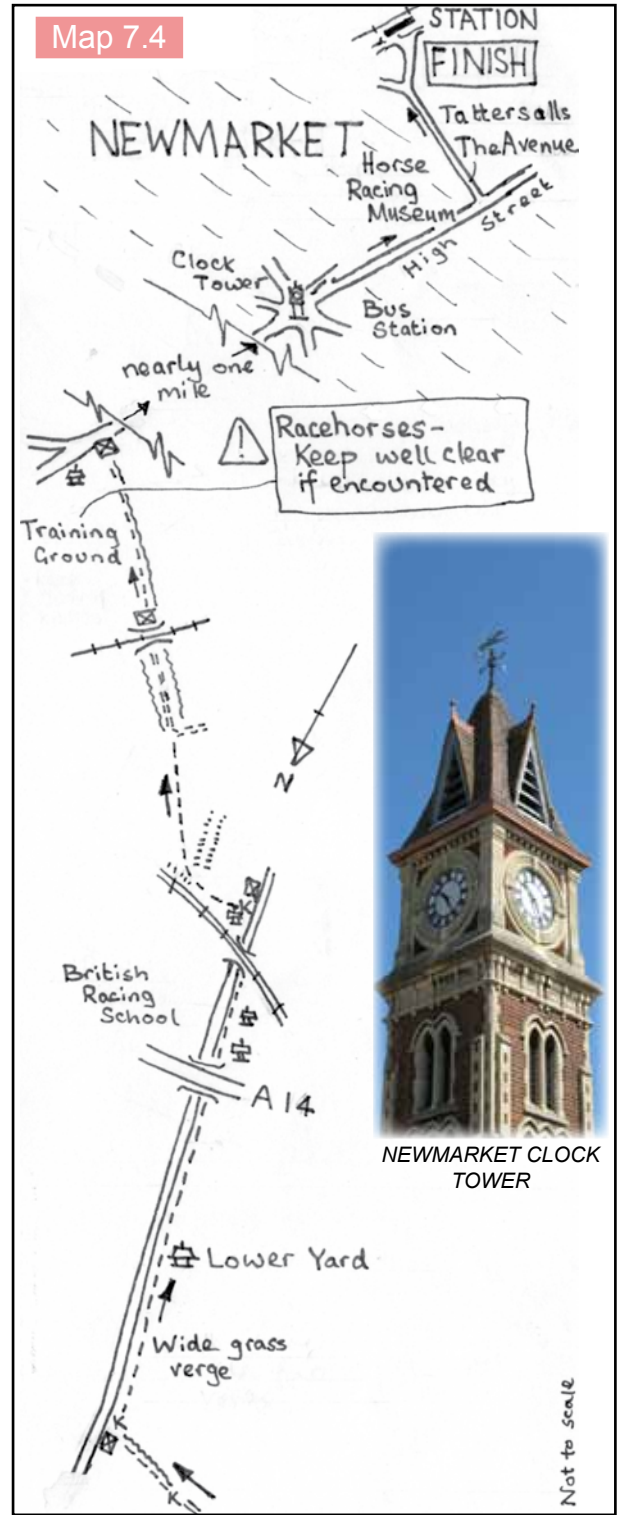 Map 7.4
STATION
FINISH
Tattersalls
The Avenue
NEWMARKET
Horse
Racing
Museum
High Street
Clock
Tower
Bus
Station
nearly one
mile
!
Racehorses-
Keep well clear
if encountered
Training
Ground
N
British
Racing
School
A14
NEWMARKET CLOCK
TOWER
Lower Yard
Wide grass
verge
Not to scale